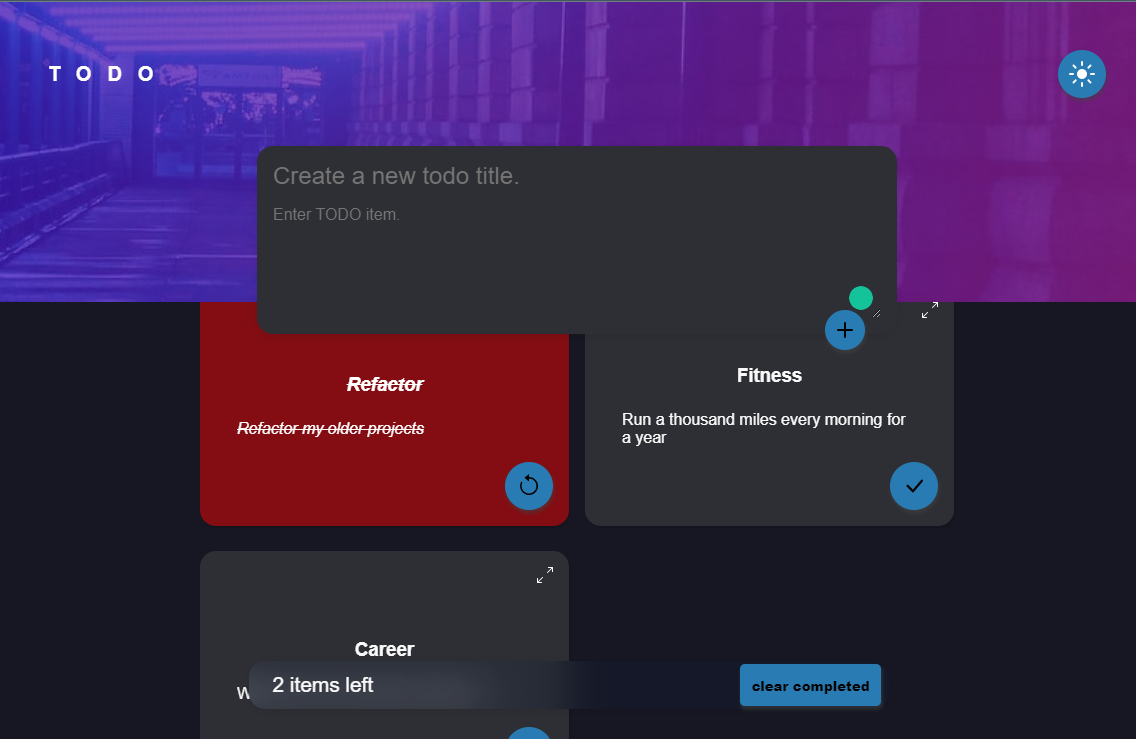 T O D O
Create a new todo title.
Enter TODO item.
Refactor
Refactor my older projects
Fitness
Run a thousand miles every morning for
a year
Career
2 items left
clear completed